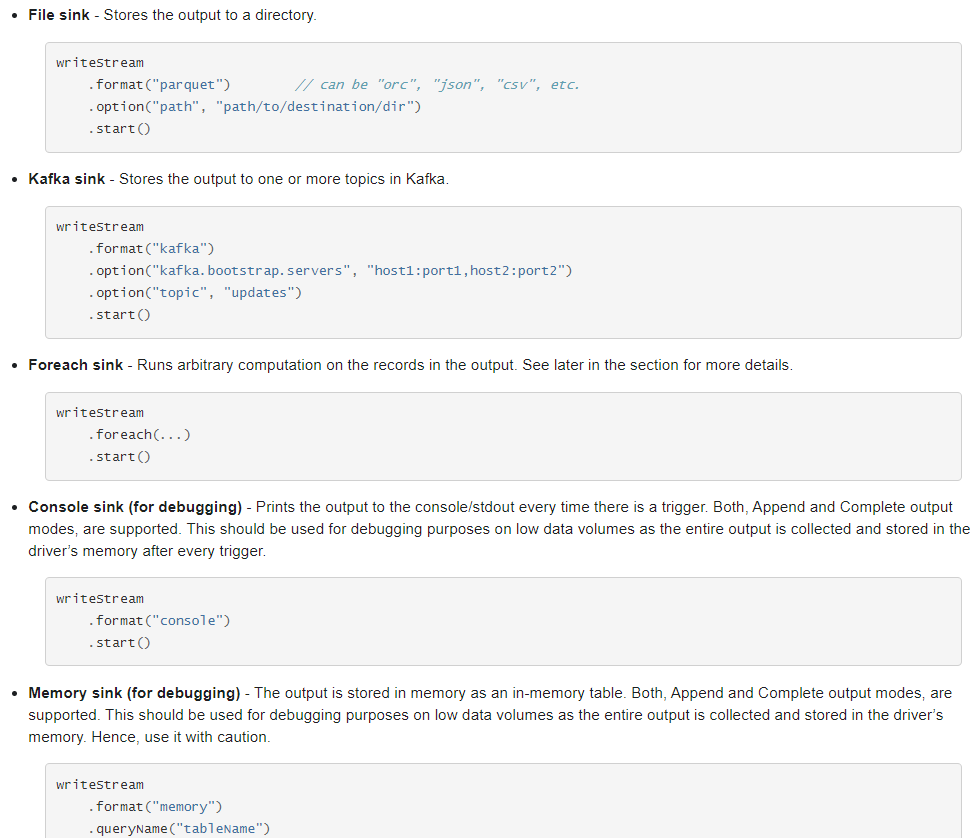 File sink - Stores the output to a directory.
writeStream
    .format("parquet")        // can be "orc", "json", "csv", etc.
    .option("path", "path/to/destination/dir")
    .start()
Kafka sink - Stores the output to one or more topics in Kafka.
writeStream
    .format("kafka")
    .option("kafka.bootstrap.servers", "host1:port1,host2:port2")
    .option("topic", "updates")
    .start()
Foreach sink - Runs arbitrary computation on the records in the output. See later in the section for more details.
writeStream
    .foreach(...)
    .start()
Console sink (for debugging) - Prints the output to the console/stdout every time there is a trigger. Both, Append and Complete output
modes, are supported. This should be used for debugging purposes on low data volumes as the entire output is collected and stored in the
driver’s memory after every trigger.
writeStream
    .format("console")
    .start()
Memory sink (for debugging) - The output is stored in memory as an in-memory table. Both, Append and Complete output modes, are
supported. This should be used for debugging purposes on low data volumes as the entire output is collected and stored in the driver’s
memory. Hence, use it with caution.
writeStream
    .format("memory")
    .queryName("tableName")